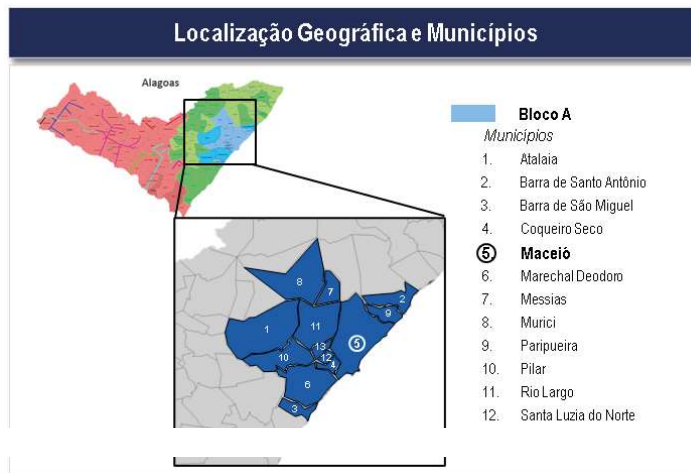 Localização Geográfica e Municípios
Alagoas
Bloco A
Municípios
1. Atalaia
2. Barra de Santo Antônio
3. Barra de São Miguel
4. Coqueiro Seco
5 Maceió
6. Marechal Deodoro
7. Messias
8. Murici
9. Paripueira
10. Pilar
11. Rio Largo
12. Santa Luzia do Norte
8
7
2
9
1
11
5
13
12
10
4
6
3